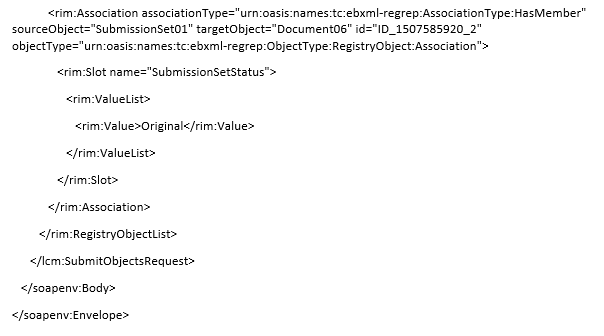 <rim:Association associationType="urn:oasis:names:tc:ebxml-regrep:AssociationType:HasMember"
sourceObject="SubmissionSet01" targetObject="Document06" id="ID_1507585920_2"
objectType="urn:oasis:names:tc:ebxml-regrep:ObjectType:RegistryObject:Association">
<rim:Slot name="SubmissionSetStatus">
<rim:ValueList>
<rim:Value>Original</rim:Value>
</rim:ValueList>
</rim:Slot>
</rim:Association>
</rim:RegistryObjectList>
</lcm:SubmitObjectsRequest>
</soapenv:Body>
</soapenv:Envelope>